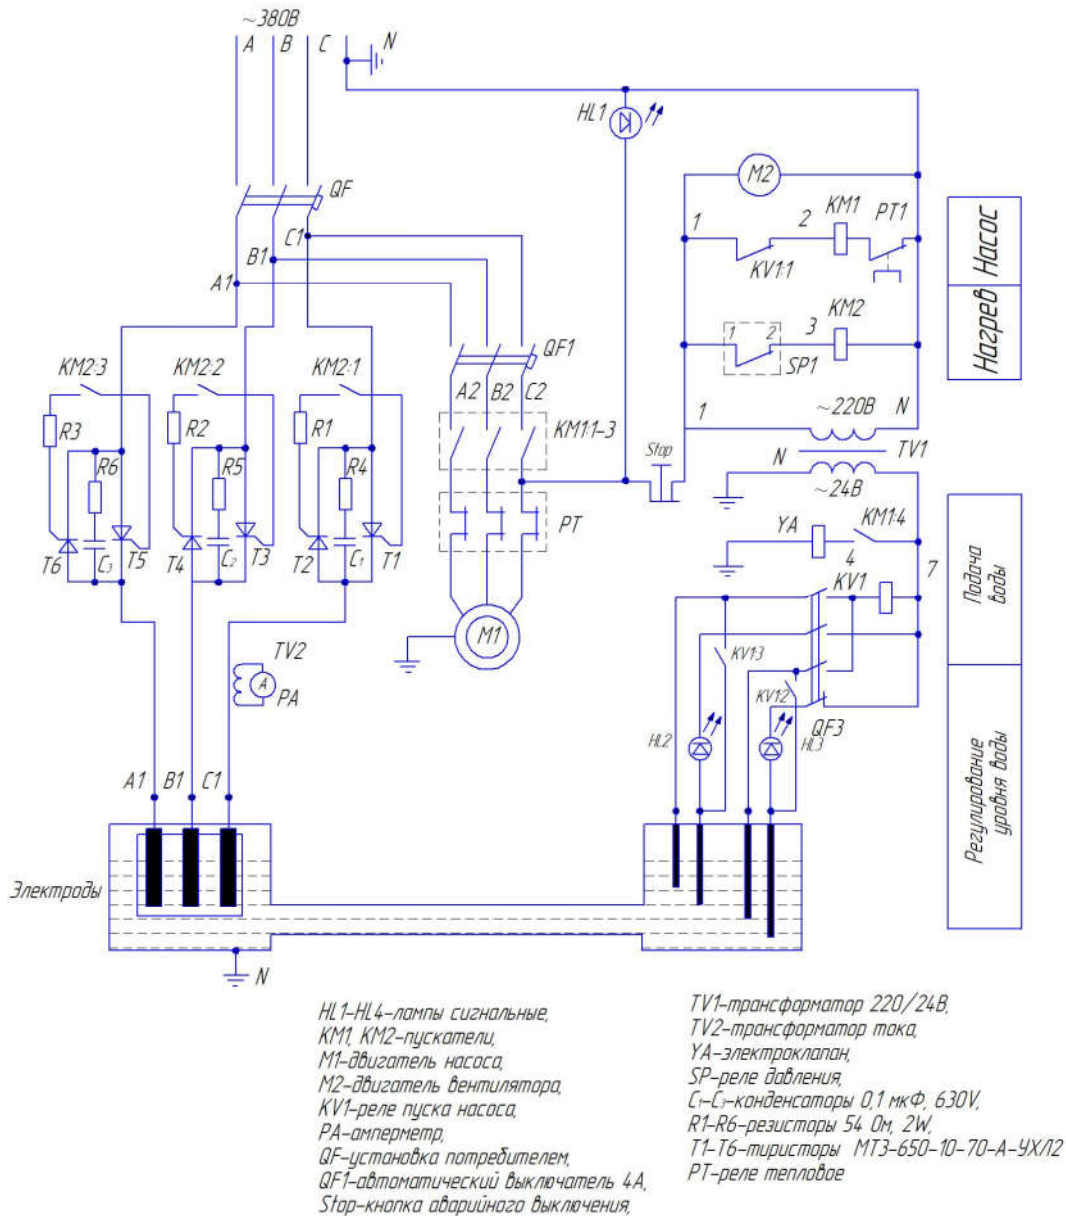 ~380В
A B C N
HL1
QF
M2
C1
B1
A1
1 2 KM1 PT1
KV1:1
Насос
Нагрев
1 2 3 KM2
SP1
QF1
A2 B2 C2
KM1:1-3
KM2:3 KM2:2 KM2:1
R3 R2 R1
R6 R5 R4
T6 C₃ T5 T4 C₂ T3 T2 C₁ T1
PT
M1
Stop
1 ~220В N
TV1
N
~24В
YA KM1:4
4
KV1 7
Подача
воды
KV1:3
KV1:2
QF3
HL2 HL3
Регулирование
уровня воды
TV2
A
PA
A1 B1 C1
Электроды
N
HL1-HL4-лампы сигнальные,
KM1, KM2-пускатели,
M1-двигатель насоса,
M2-двигатель вентилятора,
KV1-реле пуска насоса,
PA-амперметр,
QF-установка потребителем,
QF1-автоматический выключатель 4А,
Stop-кнопка аварийного выключения,
TV1-трансформатор 220/24В,
TV2-трансформатор тока,
YA-электроклапан,
SP-реле давления,
C₁-C₃-конденсаторы 0,1 мкФ, 630V,
R1-R6-резисторы 54 Ом, 2W,
T1-T6-тиристоры МТ3-650-10-70-А-УХЛ2
PT-реле тепловое